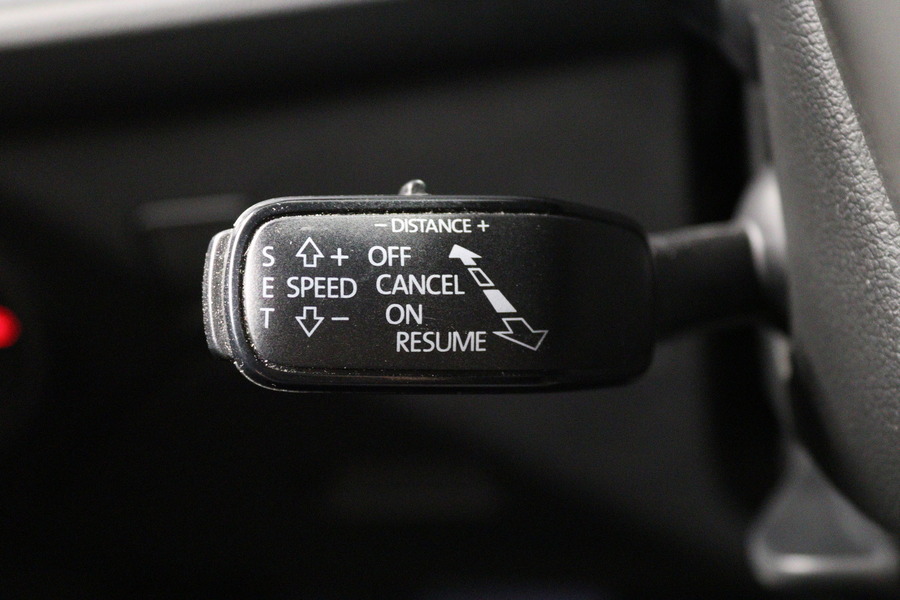 − DISTANCE +
S
E
T
+
SPEED
−
OFF
CANCEL
ON
RESUME